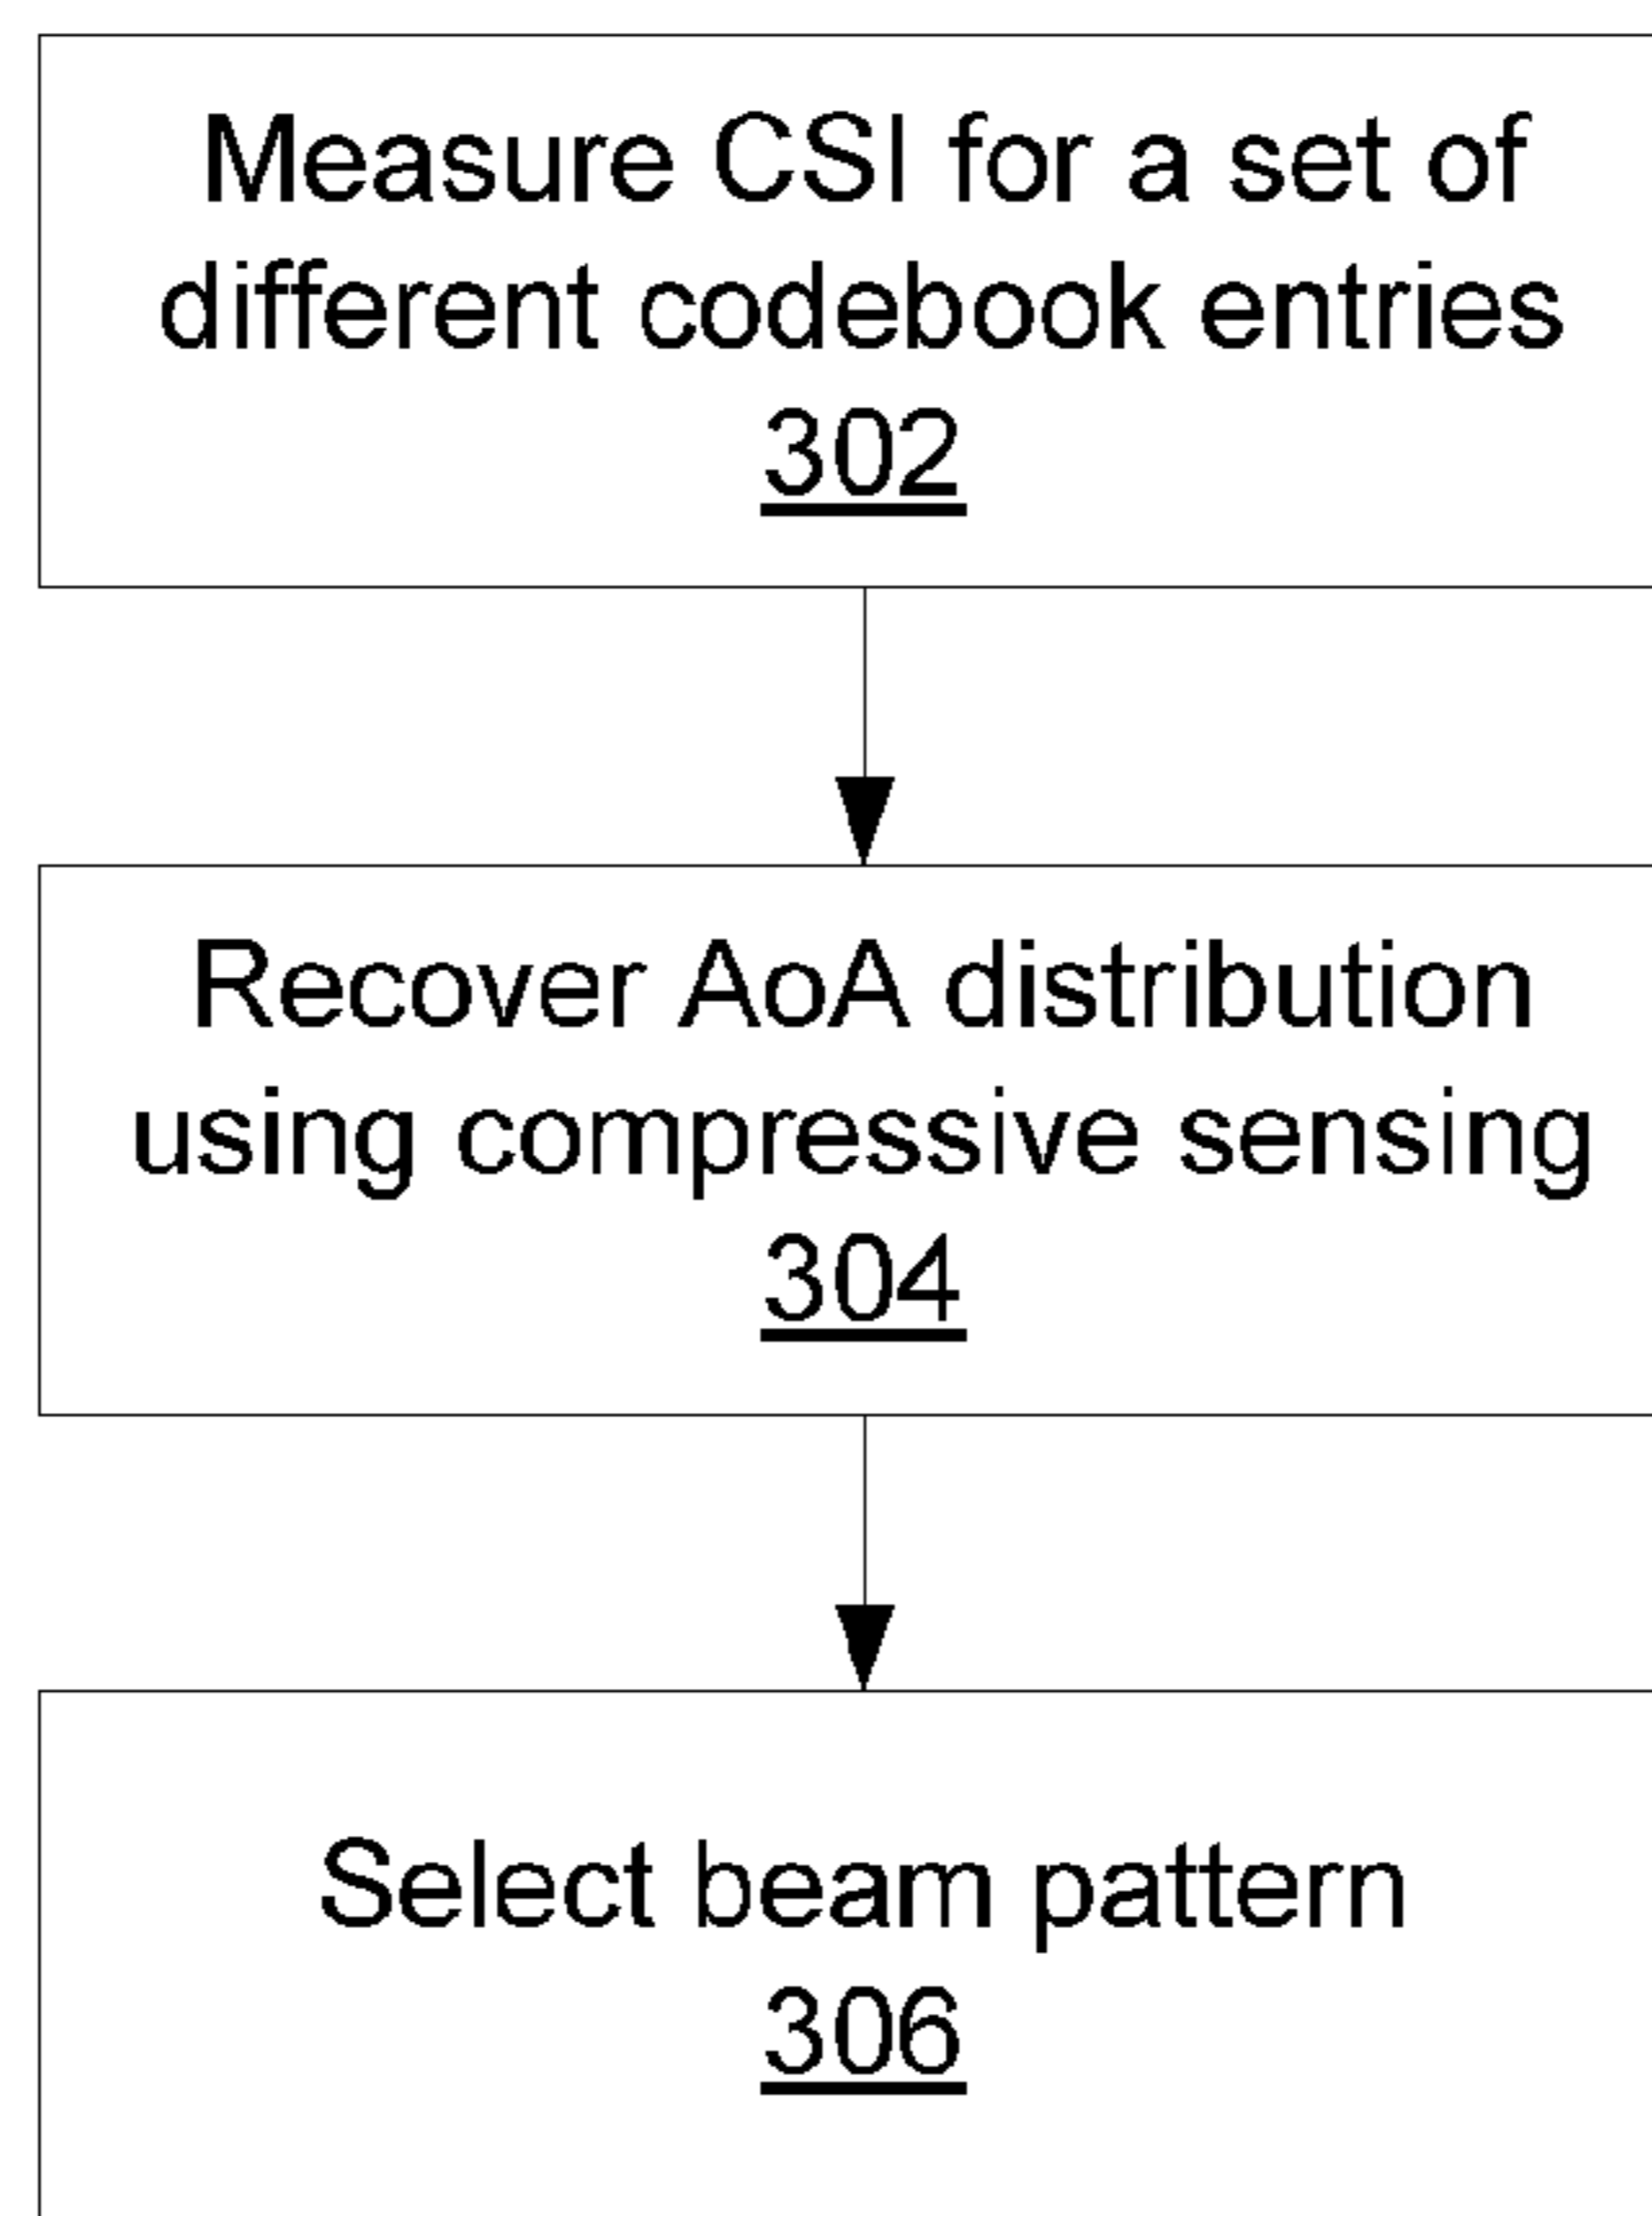 Measure CSI for a set of
different codebook entries
302
Recover AoA distribution
using compressive sensing
304
Select beam pattern
306